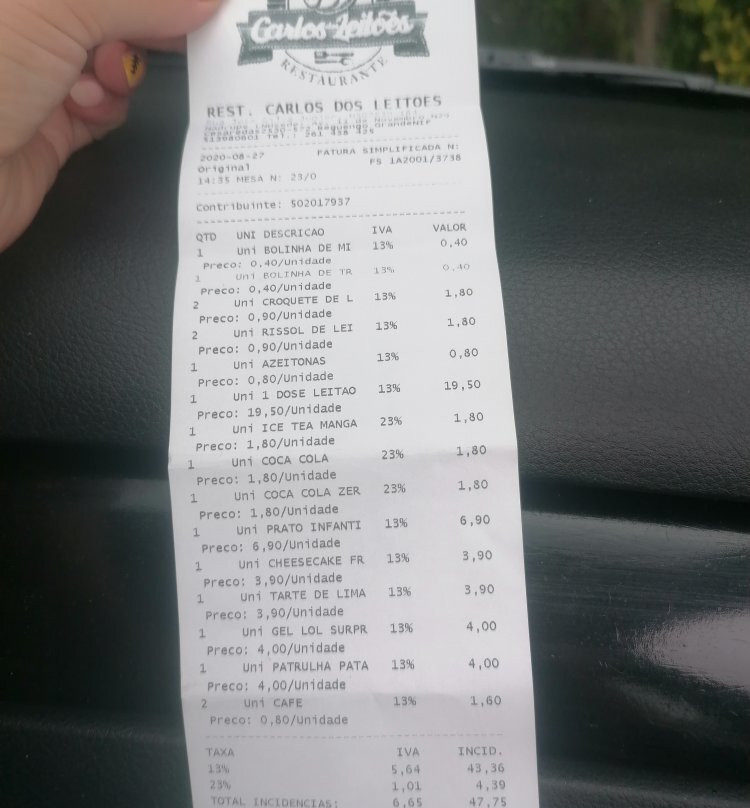 Carlos-Leitões
RESTAURANTE
REST. CARLOS DOS LEITOES
513680601 Tel.: 261 438 425
2020-08-27 FATURA SIMPLIFICADA N:
Original FS 1A2001/3738
14:35 MESA N: 23/0
Contribuinte: 502017937
QTD UNI DESCRICAO IVA VALOR
1 Uni BOLINHA DE MI 13% 0,40
Preco: 0,40/Unidade
1 Uni BOLINHA DE TR 13% 0,40
Preco: 0,40/Unidade
2 Uni CROQUETE DE L 13% 1,80
Preco: 0,90/Unidade
2 Uni RISSOL DE LEI 13% 1,80
Preco: 0,90/Unidade
1 Uni AZEITONAS 13% 0,80
Preco: 0,80/Unidade
1 Uni 1 DOSE LEITAO 13% 19,50
Preco: 19,50/Unidade
1 Uni ICE TEA MANGA 23% 1,80
Preco: 1,80/Unidade
1 Uni COCA COLA 23% 1,80
Preco: 1,80/Unidade
1 Uni COCA COLA ZER 23% 1,80
Preco: 1,80/Unidade
1 Uni PRATO INFANTI 13% 6,90
Preco: 6,90/Unidade
1 Uni CHEESECAKE FR 13% 3,90
Preco: 3,90/Unidade
1 Uni TARTE DE LIMA 13% 3,90
Preco: 3,90/Unidade
1 Uni GEL LOL SURPR 13% 4,00
Preco: 4,00/Unidade
1 Uni PATRULHA PATA 13% 4,00
Preco: 4,00/Unidade
2 Uni CAFE 13% 1,60
Preco: 0,80/Unidade
TAXA IVA INCID.
13% 5,64 43,36
23% 1,01 4,39
TOTAL INCIDENCIAS: 6,65 47,75